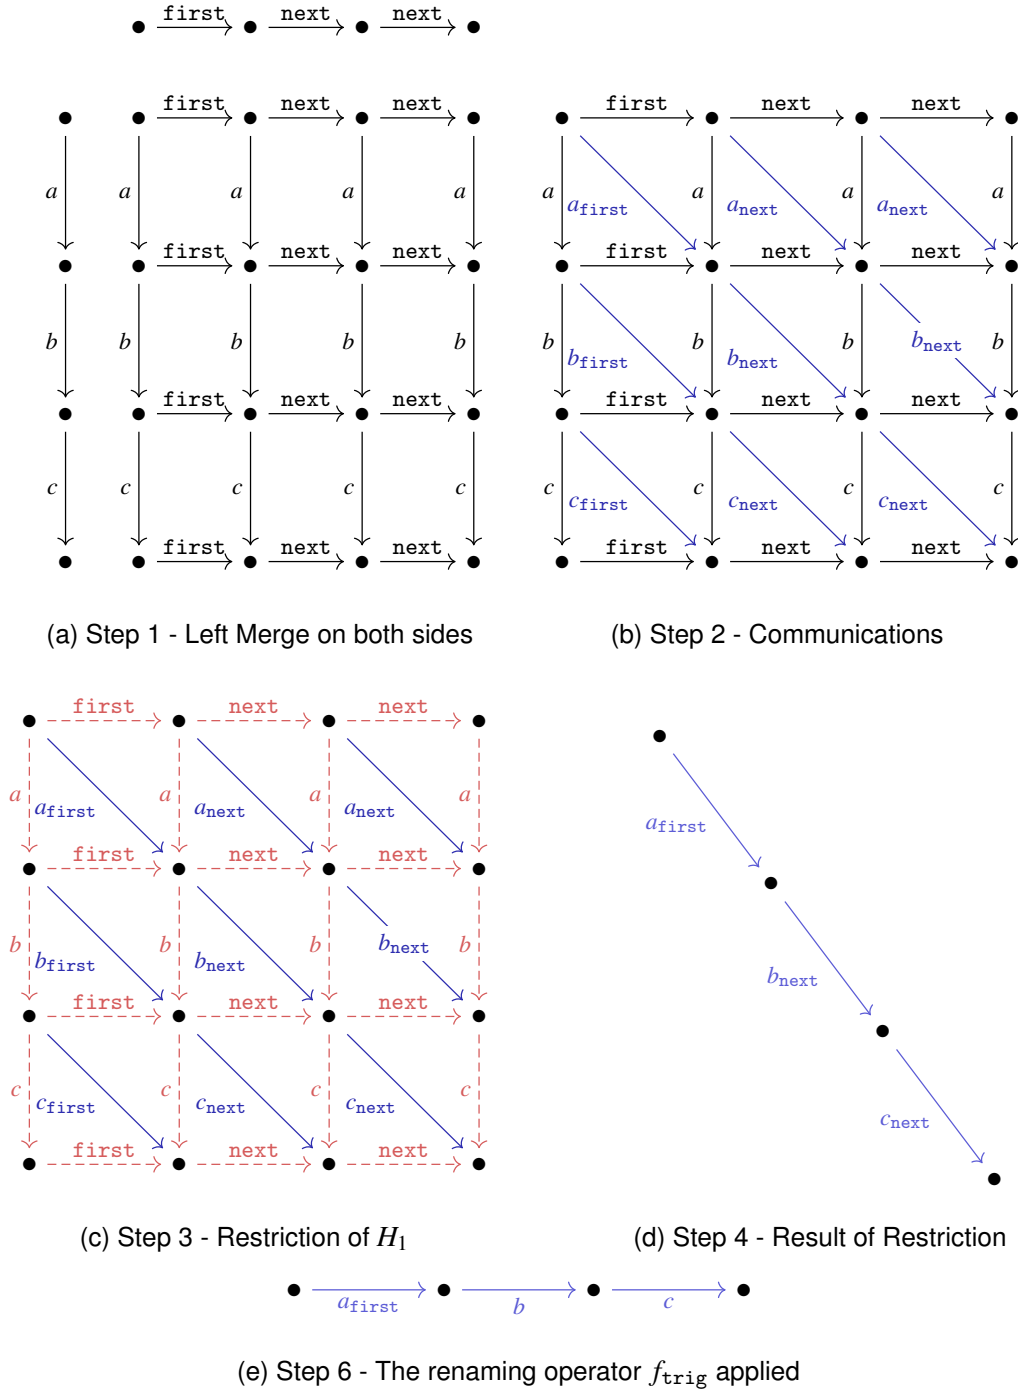 first next next
first next next
a a a a a
first next next
b b b b b
first next next
c c c c c
first next next
(a) Step 1 - Left Merge on both sides
first next next
a a a a
a_first a_next a_next
first next next
b b b_next b
b_first b_next
first next next
c c c c
c_first c_next c_next
first next next
(b) Step 2 - Communications
first next next
a a a a
a_first a_next a_next
first next next
b b b_next b
b_first b_next
first next next
c c c c
c_first c_next c_next
first next next
(c) Step 3 - Restriction of H_1
a_first
b_next
c_next
(d) Step 4 - Result of Restriction
a_first b c
(e) Step 6 - The renaming operator f_trig applied